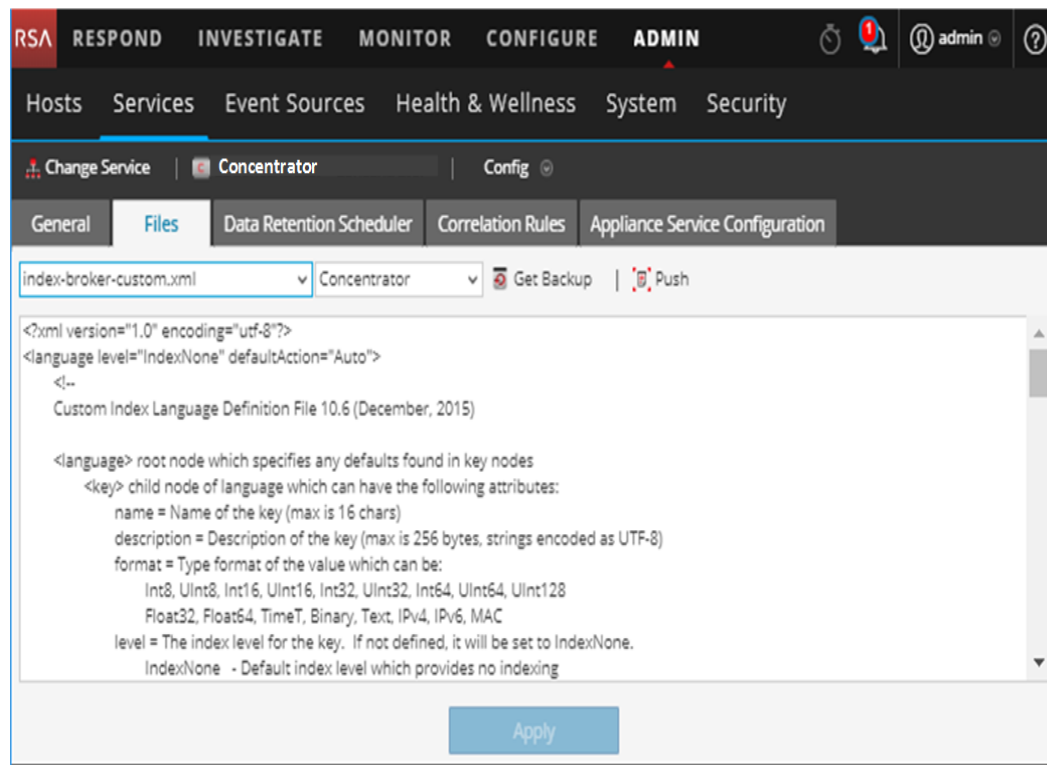 RSA RESPOND INVESTIGATE MONITOR CONFIGURE ADMIN 1 admin ?
Hosts Services Event Sources Health & Wellness System Security
Change Service | C Concentrator | Config
General Files Data Retention Scheduler Correlation Rules Appliance Service Configuration
index-broker-custom.xml Concentrator Get Backup | Push
<?xml version="1.0" encoding="utf-8"?>
<language level="IndexNone" defaultAction="Auto">
<!--
Custom Index Language Definition File 10.6 (December, 2015)
<language> root node which specifies any defaults found in key nodes
<key> child node of language which can have the following attributes:
name = Name of the key (max is 16 chars)
description = Description of the key (max is 256 bytes, strings encoded as UTF-8)
format = Type format of the value which can be:
Int8, UInt8, Int16, UInt16, Int32, UInt32, Int64, UInt64, UInt128
Float32, Float64, TimeT, Binary, Text, IPv4, IPv6, MAC
level = The index level for the key. If not defined, it will be set to IndexNone.
IndexNone - Default index level which provides no indexing
Apply